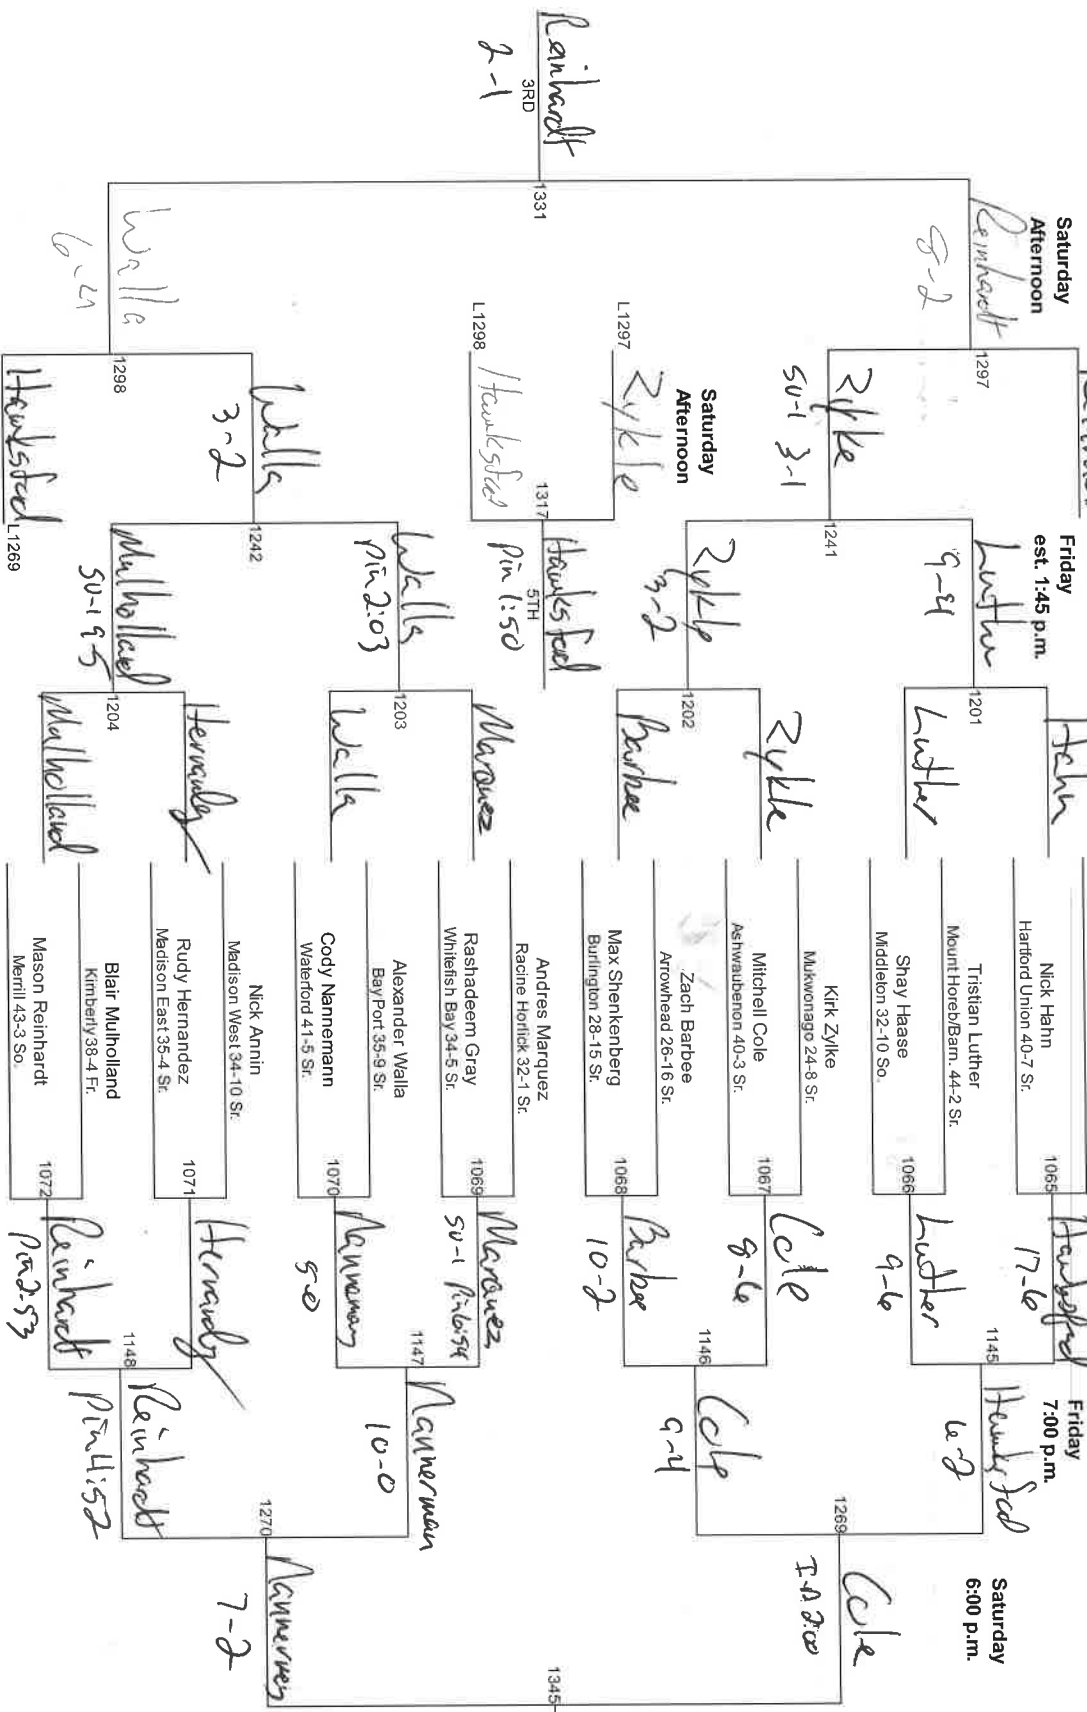 Saturday
Afternoon
Reinhardt
8-2
1297
1331
Reinhardt
3RD
2-1
Walla
6-4
1298
Friday
est. 1:45 p.m.
Luther
9-4
1241
Zylke
SV-1 3-1
Saturday
Afternoon
L1297
Zylke
L1298
Hawksford
1317
Hawksford
5TH
Pin 1:50
Zylke
3-2
Walla
3-2
1242
Walla
Pin 2:03
Mulholland
SV-1 9-5
Hawksford
L1269
Hahn
1201
Luther
Zylke
1202
Barbee
Marquez
1203
Walla
Hernandez
1204
Mulholland
Nick Hahn
Hartford Union 40-7 Sr.
Tristian Luther
Mount Horeb/Barn. 44-2 Sr.
Shay Haase
Middleton 32-10 So.
Kirk Zylke
Mukwonago 24-8 Sr.
Mitchell Cole
Ashwaubenon 40-3 Sr.
Zach Barbee
Arrowhead 26-16 Sr.
Max Shenkenberg
Burlington 28-15 Sr.
Andres Marquez
Racine Horlick 32-1 Sr.
Rashadeem Gray
Whitefish Bay 34-5 Sr.
Alexander Walla
Bay Port 35-9 Sr.
Cody Nannemann
Waterford 41-5 Sr.
Nick Annin
Madison West 34-10 Sr.
Rudy Hernandez
Madison East 35-4 Sr.
Blair Mulholland
Kimberly 38-4 Fr.
Mason Reinhardt
Merrill 43-3 So.
1065
Hawksford
17-6
1066
Luther
9-6
1067
Cole
8-6
1068
Barbee
10-2
1069
Marquez
SV-1 Pin 6:54
1070
Nanneman
5-0
1071
Hernandez
1072
Reinhardt
Pin 2:53
Friday
7:00 p.m.
1145
Hawksford
6-2
1146
Cole
9-4
1147
Nanneman
10-0
1148
Reinhardt
Pin 4:52
Saturday
6:00 p.m.
1269
Cole
2:00
1270
Nanneman
7-2
1345